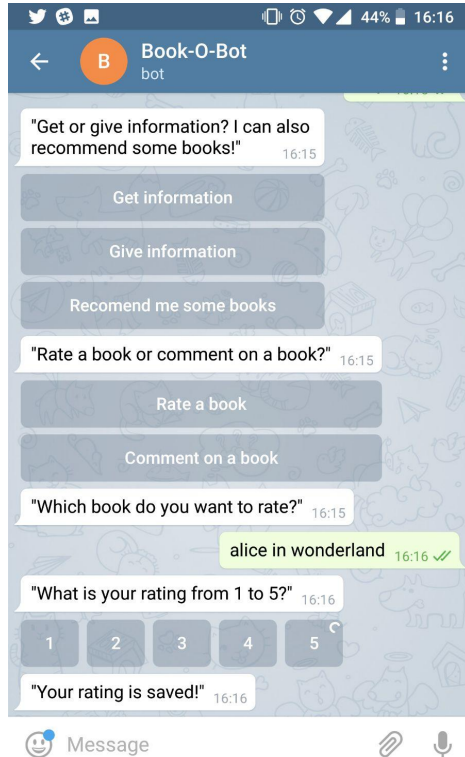 44% 16:16
B
Book-O-Bot
bot
"Get or give information? I can also
recommend some books!" 16:15
Get information
Give information
Recomend me some books
"Rate a book or comment on a book?" 16:15
Rate a book
Comment on a book
"Which book do you want to rate?" 16:15
alice in wonderland 16:16
"What is your rating from 1 to 5?" 16:16
1 2 3 4 5
"Your rating is saved!" 16:16
Message